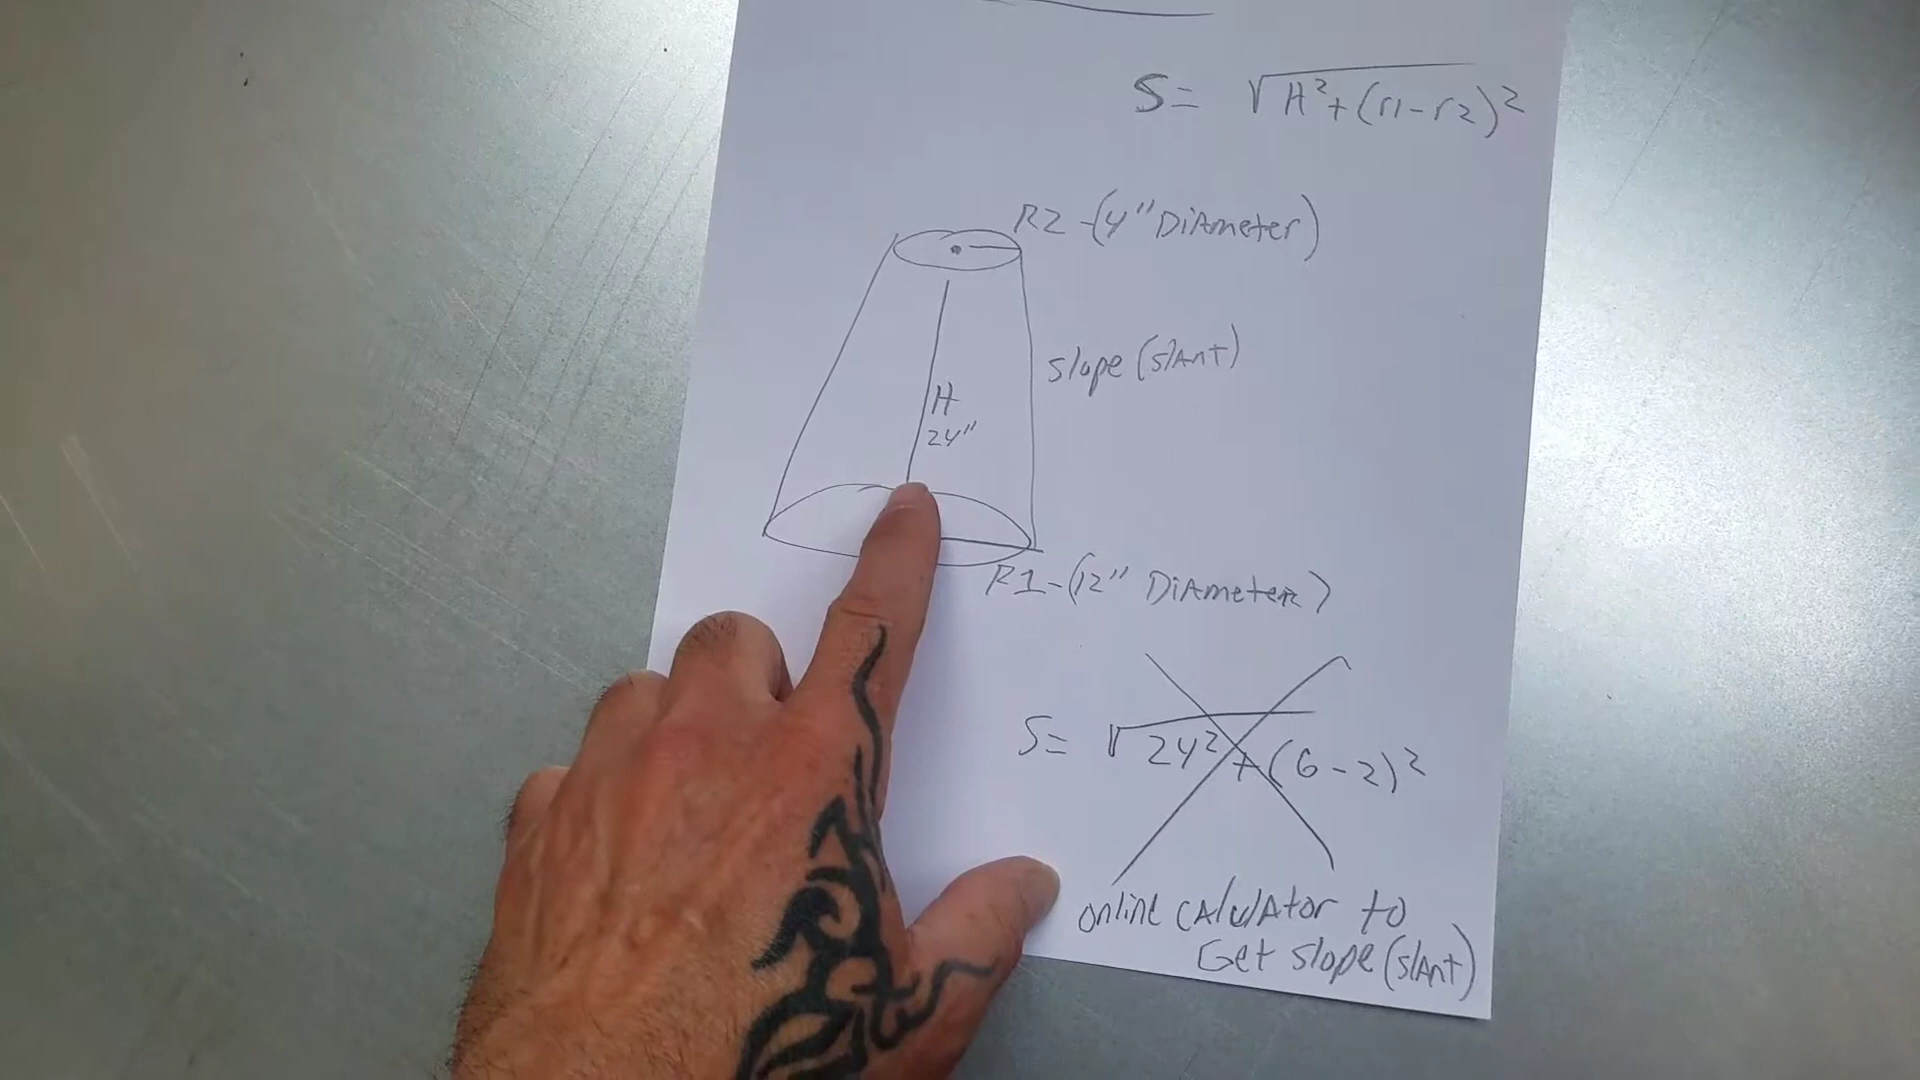 S= √H²+(r1-r2)²
R2-(4" Diameter)
slope (slant)
H
24"
R1-(12" Diameter)
S= √24²+(6-2)²
online calculator to
Get slope (slant)